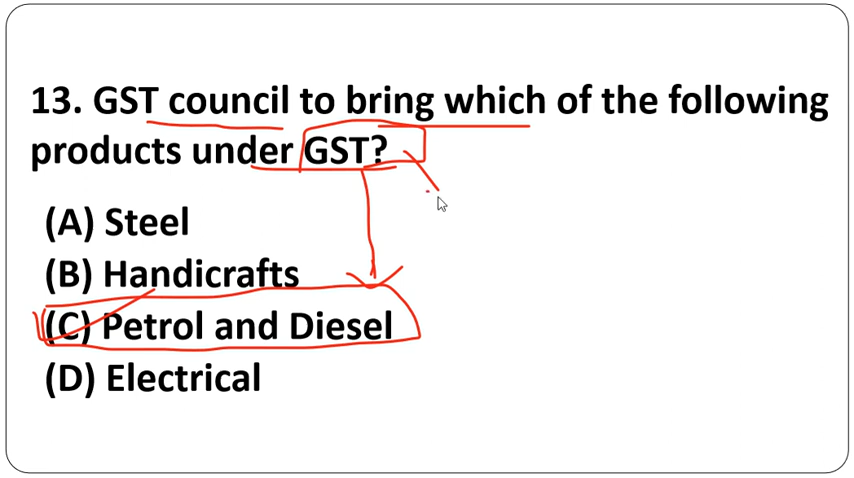 13. GST council to bring which of the following
products under GST?
(A) Steel
(B) Handicrafts
(C) Petrol and Diesel
(D) Electrical